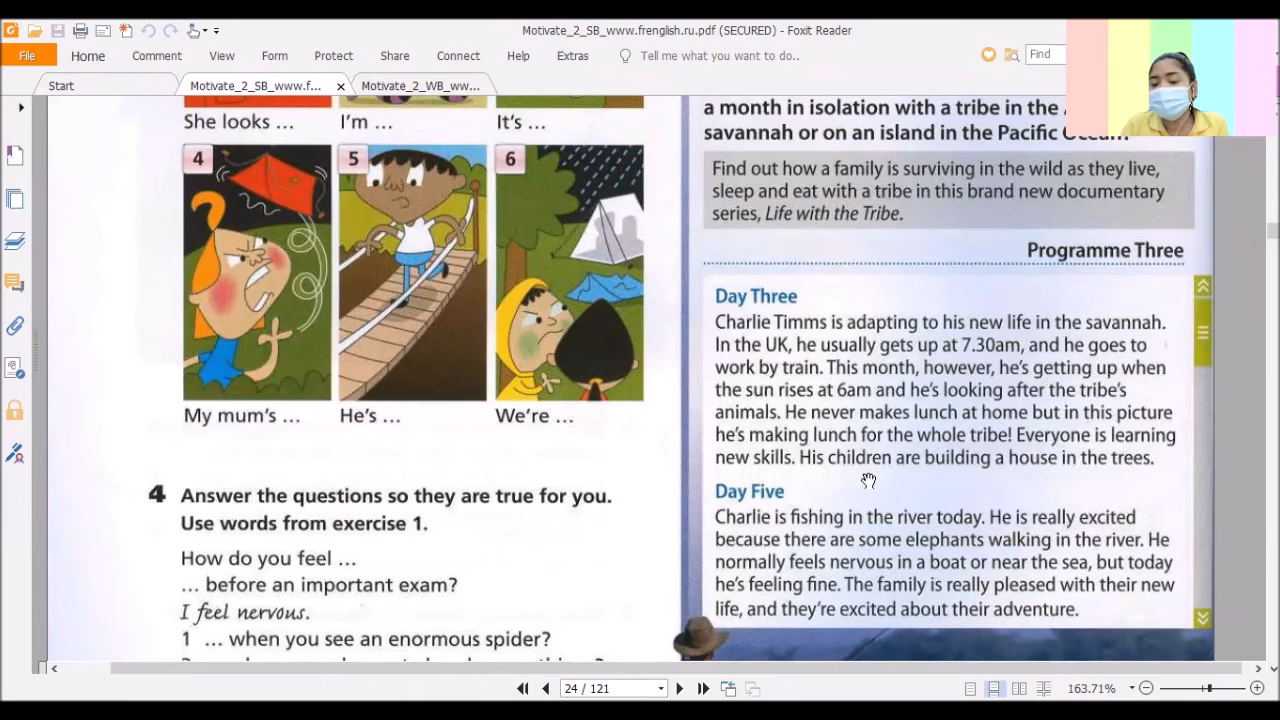 Motivate_2_SB_www.frenglish.ru.pdf (SECURED) - Foxit Reader
File Home Comment View Form Protect Share Connect Help Extras Tell me what you want to do.. Find
Start Motivate_2_SB_www.f... Motivate_2_WB_ww...
She looks … I'm … It's …
4 5 6
My mum's … He's … We're …
4 Answer the questions so they are true for you.
Use words from exercise 1.
How do you feel …
… before an important exam?
I feel nervous.
1 … when you see an enormous spider?
a month in isolation with a tribe in the
savannah or on an island in the Pacific
Find out how a family is surviving in the wild as they live,
sleep and eat with a tribe in this brand new documentary
series, Life with the Tribe.
Programme Three
Day Three
Charlie Timms is adapting to his new life in the savannah.
In the UK, he usually gets up at 7.30am, and he goes to
work by train. This month, however, he's getting up when
the sun rises at 6am and he's looking after the tribe's
animals. He never makes lunch at home but in this picture
he's making lunch for the whole tribe! Everyone is learning
new skills. His children are building a house in the trees.
Day Five
Charlie is fishing in the river today. He is really excited
because there are some elephants walking in the river. He
normally feels nervous in a boat or near the sea, but today
he's feeling fine. The family is really pleased with their new
life, and they're excited about their adventure.
24 / 121
163.71%